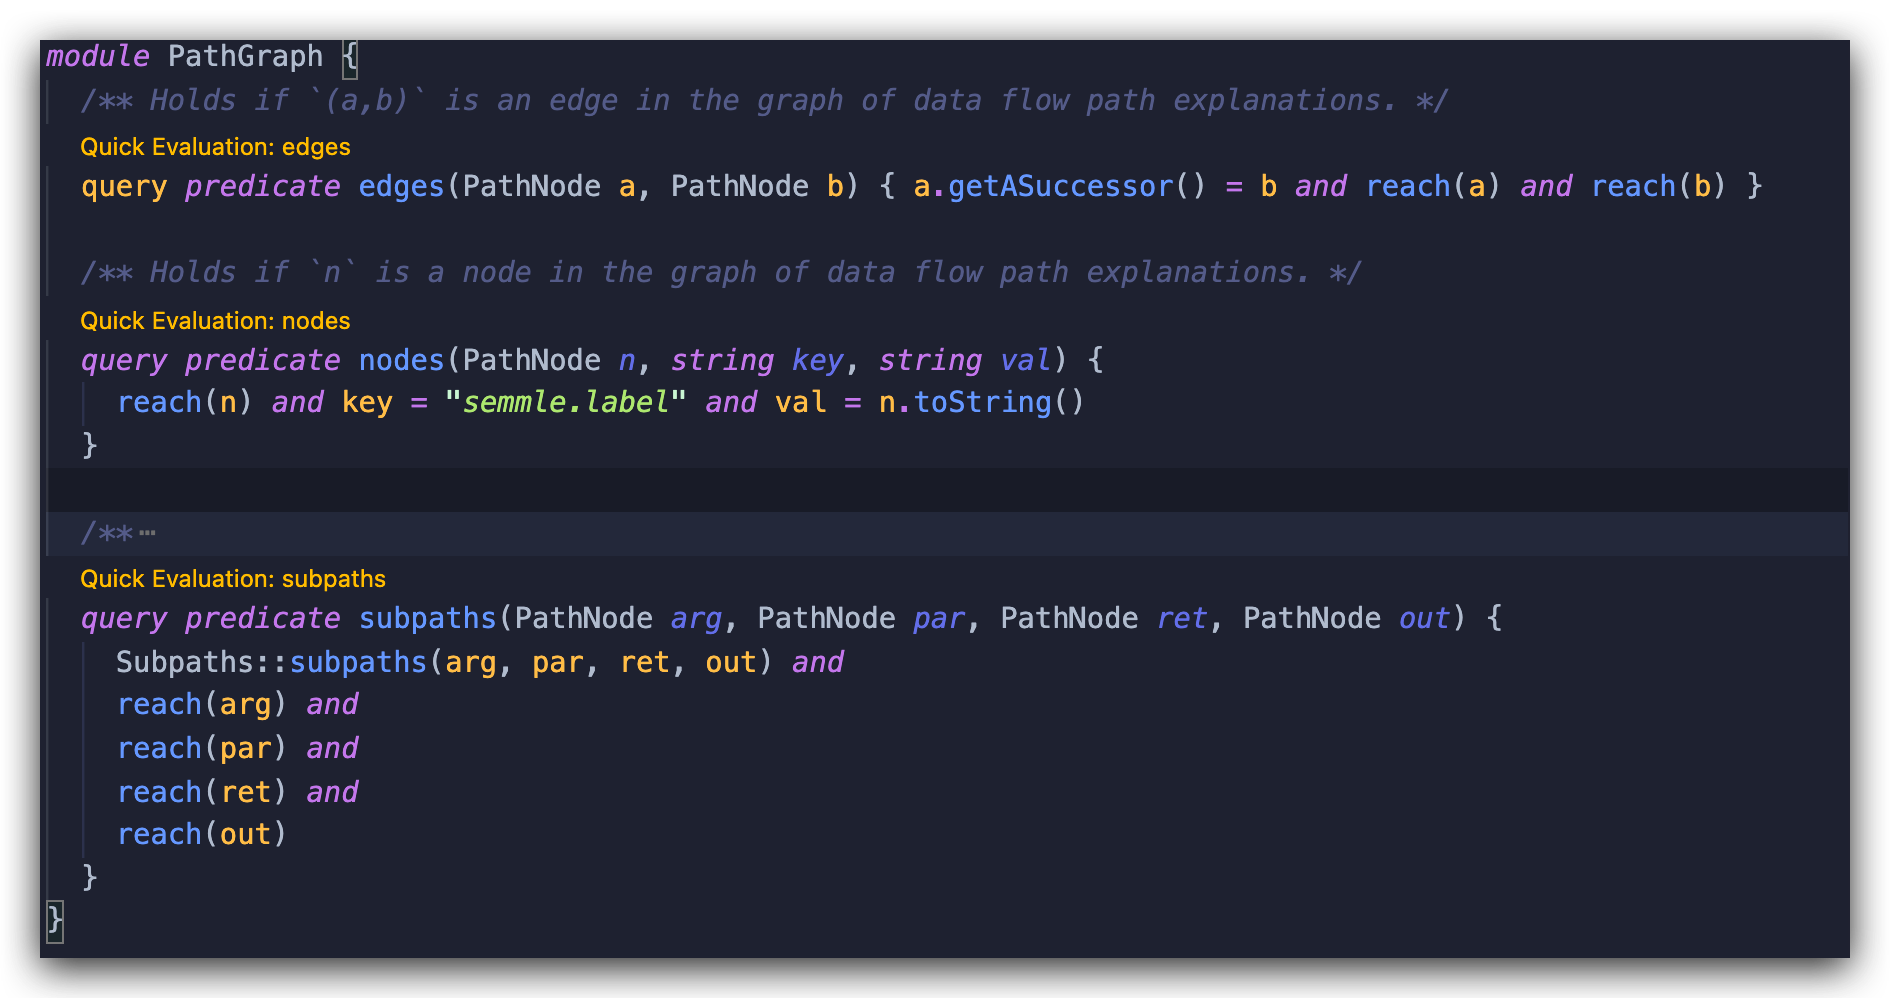 module PathGraph {
/** Holds if `(a,b)` is an edge in the graph of data flow path explanations. */
Quick Evaluation: edges
query predicate edges(PathNode a, PathNode b) { a.getASuccessor() = b and reach(a) and reach(b) }
/** Holds if `n` is a node in the graph of data flow path explanations. */
Quick Evaluation: nodes
query predicate nodes(PathNode n, string key, string val) {
reach(n) and key = "semmle.label" and val = n.toString()
}
/** ⋯
Quick Evaluation: subpaths
query predicate subpaths(PathNode arg, PathNode par, PathNode ret, PathNode out) {
Subpaths::subpaths(arg, par, ret, out) and
reach(arg) and
reach(par) and
reach(ret) and
reach(out)
}
}